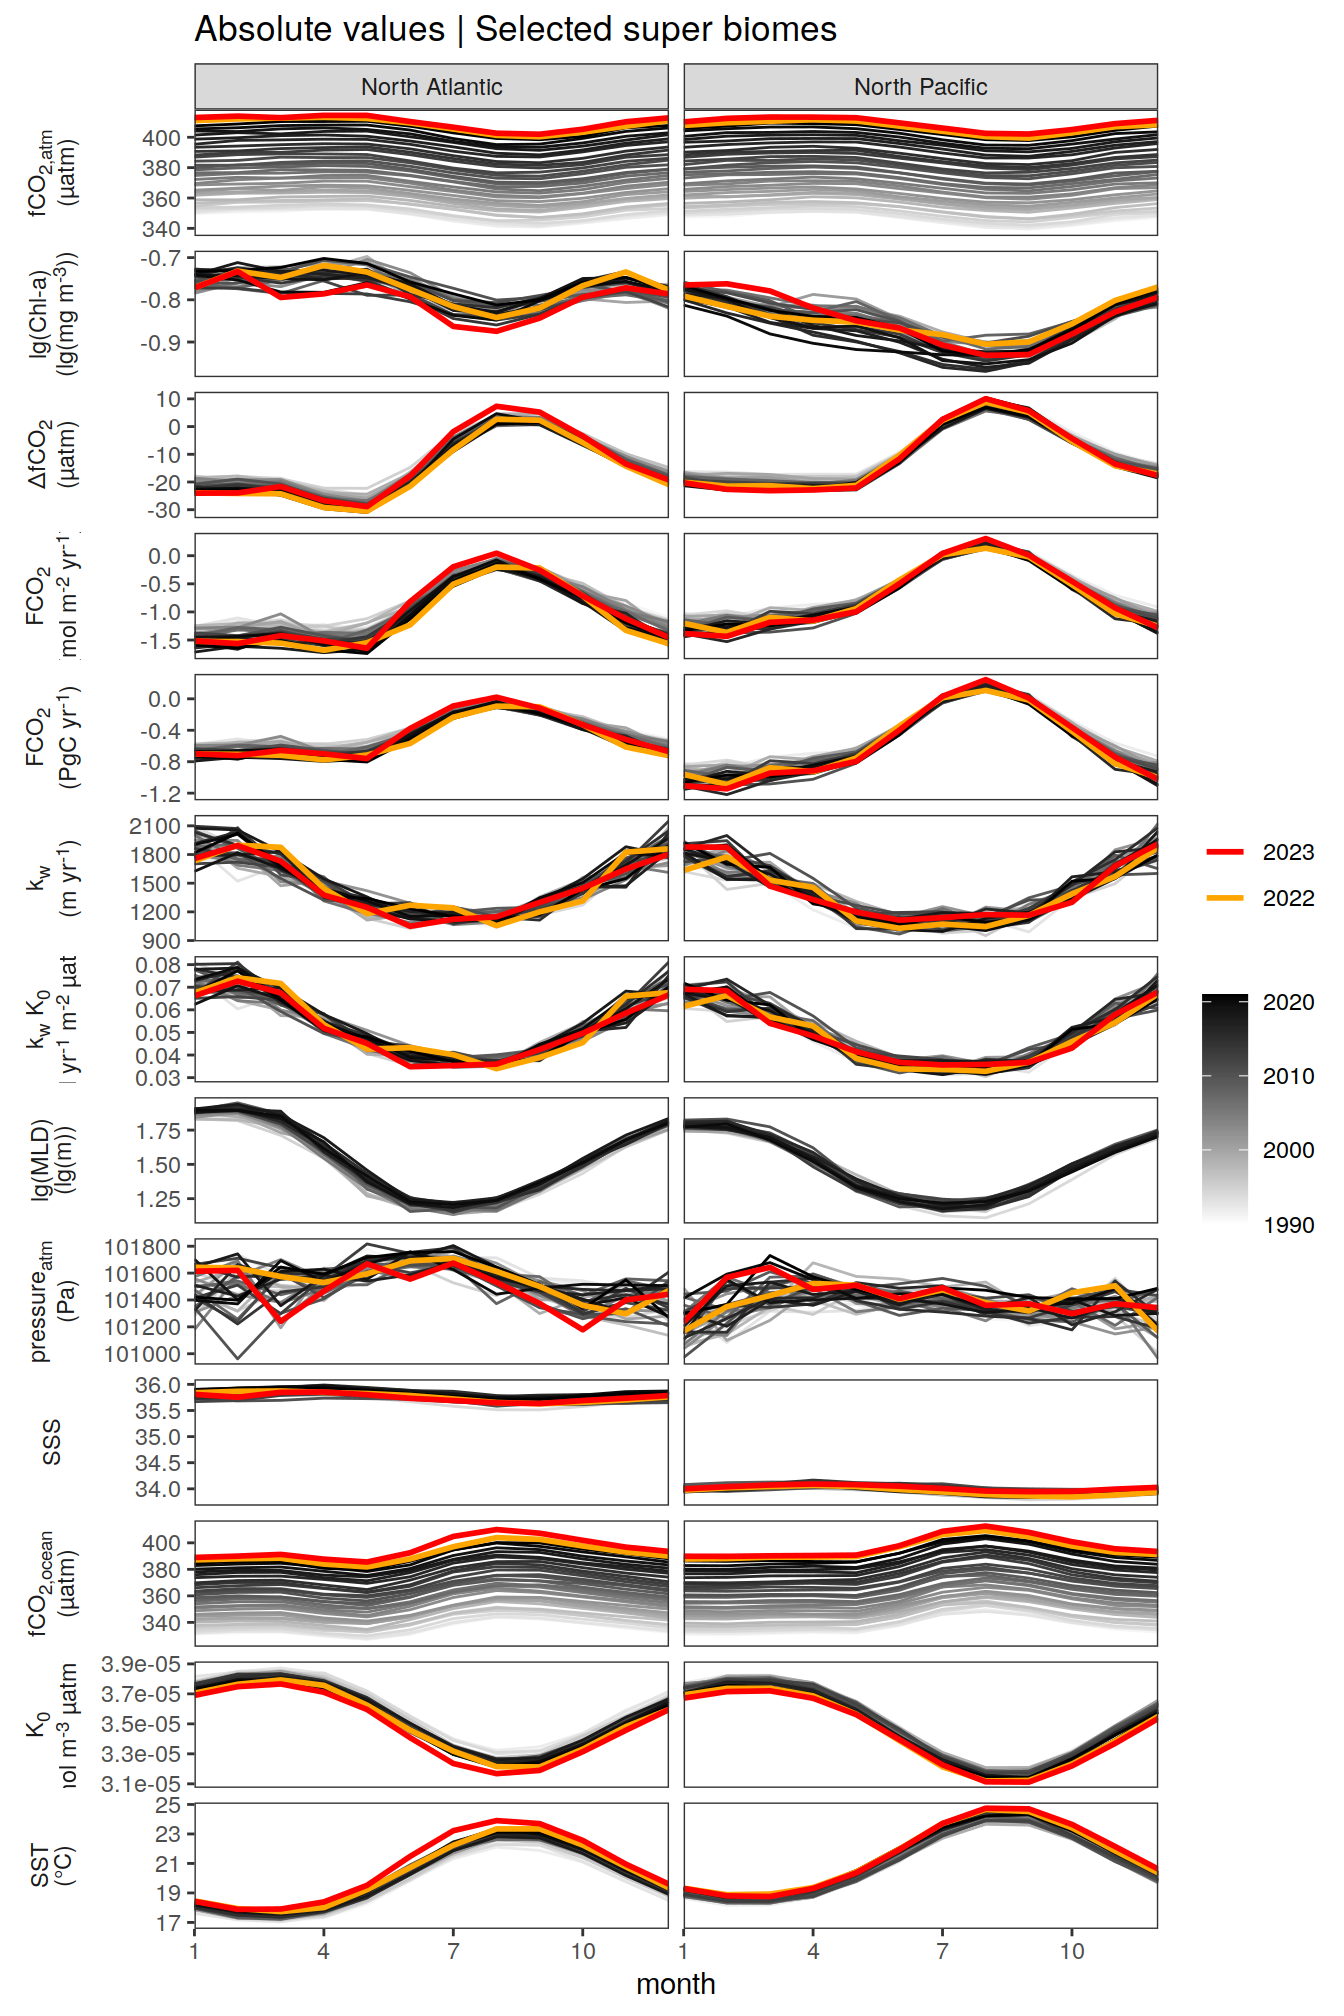 Absolute values | Selected super biomes
North Atlantic North Pacific
fCO2,atm
(µatm)
400
380
360
340
lg(Chl-a)
(lg(mg m-3))
-0.7
-0.8
-0.9
ΔfCO2
(µatm)
10
0
-10
-20
-30
FCO2
mol m-2 yr-1
0.0
-0.5
-1.0
-1.5
FCO2
(PgC yr-1)
0.0
-0.4
-0.8
-1.2
kw
(m yr-1)
2100
1800
1500
1200
900
kw K0
yr-1 m-2 µat
0.08
0.07
0.06
0.05
0.04
0.03
lg(MLD)
(lg(m))
1.75
1.50
1.25
pressureatm
(Pa)
101800
101600
101400
101200
101000
SSS
36.0
35.5
35.0
34.5
34.0
fCO2,ocean
(µatm)
400
380
360
340
K0
ol m-3 µatm
3.9e-05
3.7e-05
3.5e-05
3.3e-05
3.1e-05
SST
(°C)
25
23
21
19
17
1 4 7 10 1 4 7 10
month
2023
2022
2020
2010
2000
1990